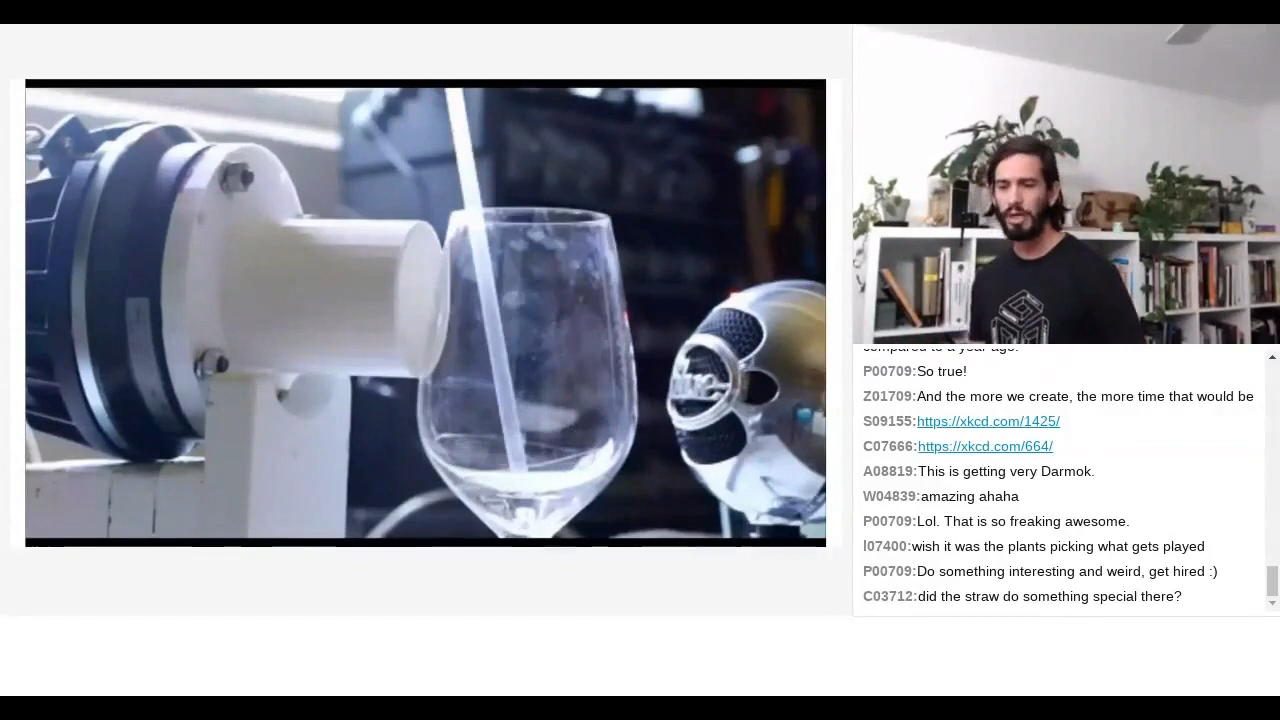 P00709:So true!
Z01709:And the more we create, the more time that would be
S09155:https://xkcd.com/1425/
C07666:https://xkcd.com/664/
A08819:This is getting very Darmok.
W04839:amazing ahaha
P00709:Lol. That is so freaking awesome.
l07400:wish it was the plants picking what gets played
P00709:Do something interesting and weird, get hired :)
C03712:did the straw do something special there?